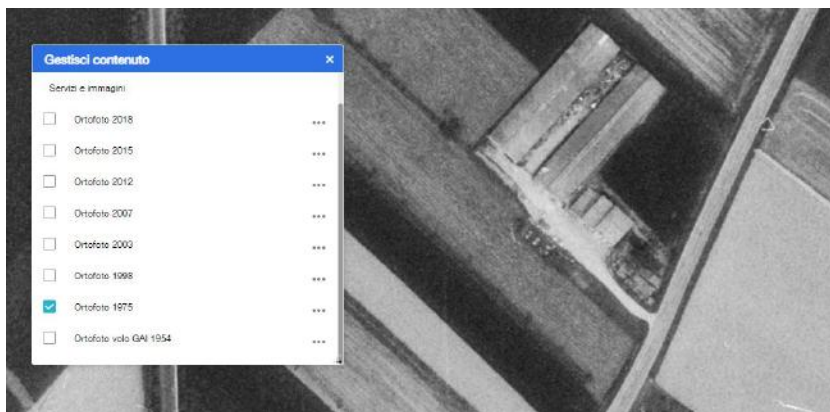 Gestisci contenuto ×
Servizi e immagini
Ortofoto 2018
Ortofoto 2015
Ortofoto 2012
Ortofoto 2007
Ortofoto 2003
Ortofoto 1998
Ortofoto 1975
Ortofoto volo GAI 1954